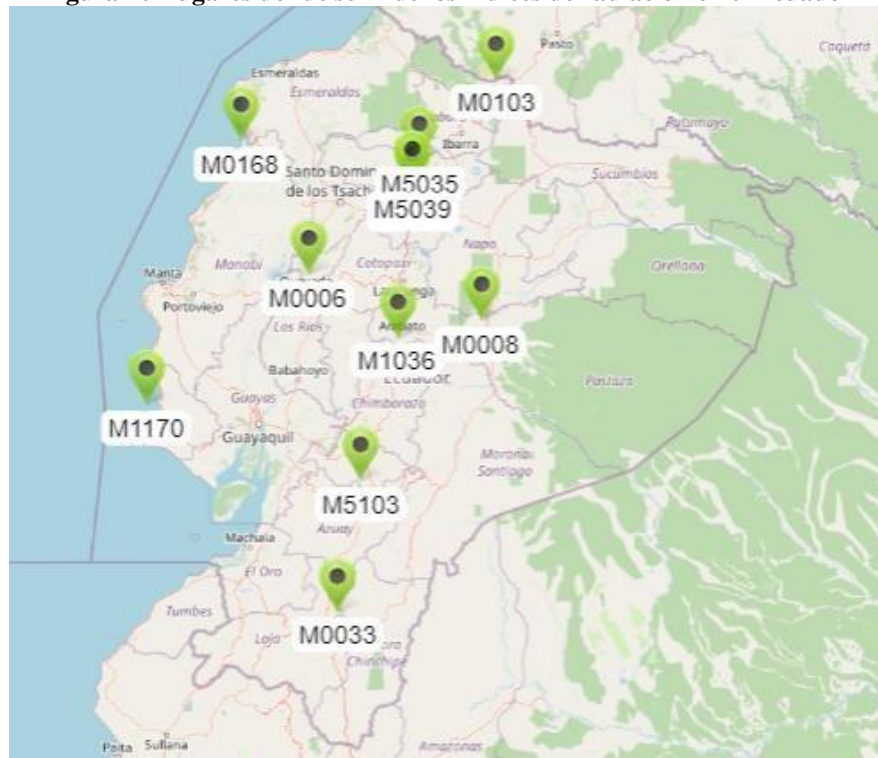 Pasto
Caquetá
Esmeraldas
Esmeraldas
M0103
Putumayo
Ibarra
M0168
Santo Domin
de los Tsach
M5035
Sucumbíos
M5039
Napo
Manabí
Cotopaxi
Orellana
Manta
M0006
Portoviejo
Los Ríos
M1036
M0008
Babahoyo
Pastaza
Guayas
Chimborazo
M1170
Guayaquil
Morona
Santiago
M5103
Azuay
Machala
El Oro
Tumbes
M0033
Loja
Chinchipe
Paita
Sullana
Amazonas